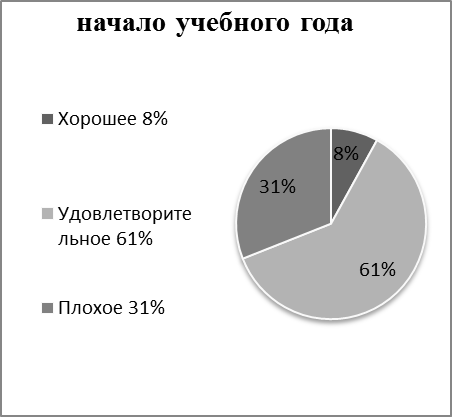 начало учебного года
Хорошее 8%
Удовлетворите
льное 61%
Плохое 31%
8%
31%
61%